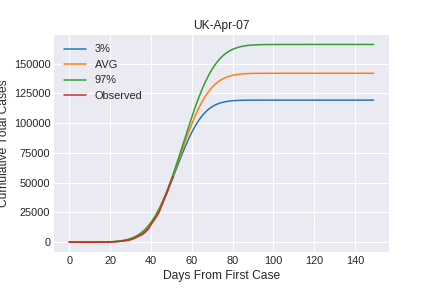 UK-Apr-07
3%
AVG
97%
Observed
150000
125000
100000
75000
50000
25000
0
Cumulative Total Cases
0 20 40 60 80 100 120 140
Days From First Case